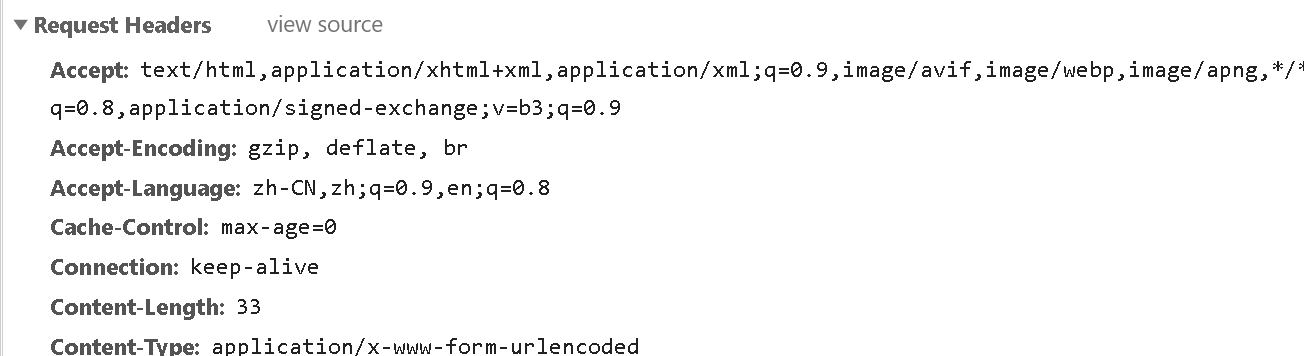 Request Headers view source
Accept: text/html,application/xhtml+xml,application/xml;q=0.9,image/avif,image/webp,image/apng,*/*
q=0.8,application/signed-exchange;v=b3;q=0.9
Accept-Encoding: gzip, deflate, br
Accept-Language: zh-CN,zh;q=0.9,en;q=0.8
Cache-Control: max-age=0
Connection: keep-alive
Content-Length: 33
Content-Type: application/x-www-form-urlencoded